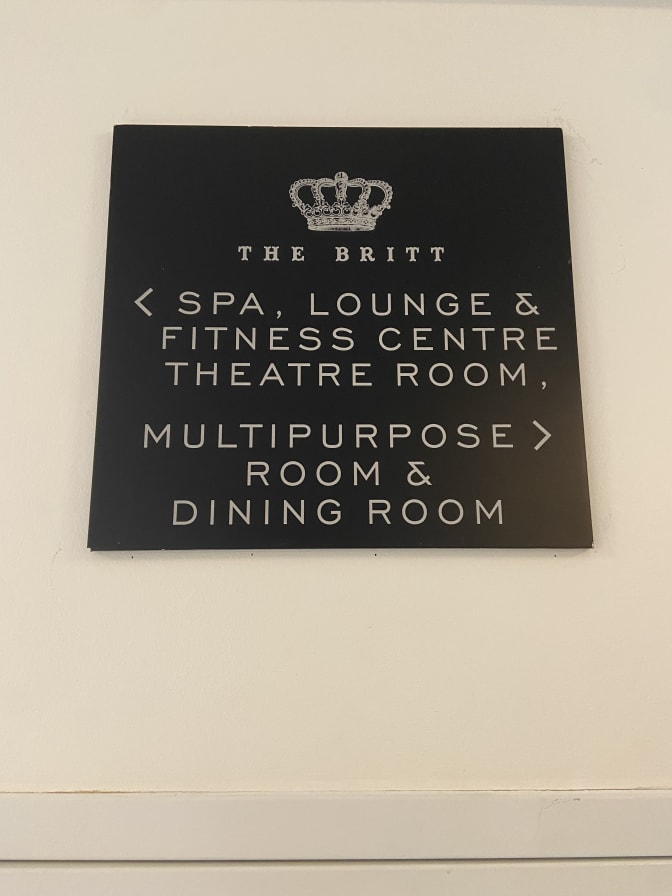 THE BRITT
< SPA, LOUNGE &
FITNESS CENTRE
THEATRE ROOM,
MULTIPURPOSE >
ROOM &
DINING ROOM